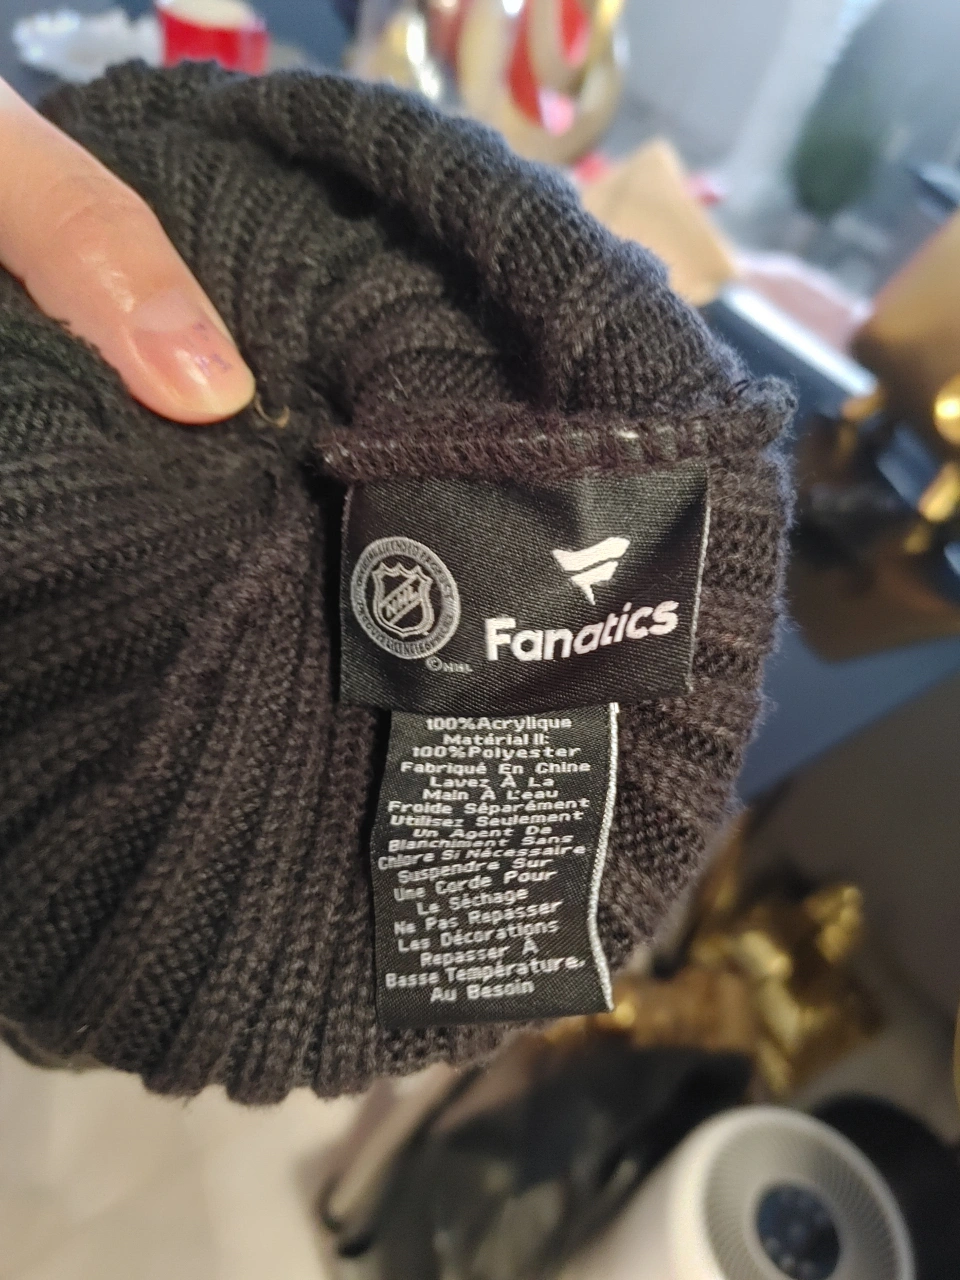 NHL
©NHL
Fanatics
100%Acrylique
Matérial II:
100%Polyester
Fabriqué En Chine
Lavez À La
Main À L'eau
Froide Séparément
Utilisez Seulement
Un Agent De
Blanchiment Sans
Chlore Si Nécessaire
Suspendre Sur
Une Corde Pour
Le Séchage
Ne Pas Repasser
Les Décorations
Repasser À
Basse Température.
Au Besoin